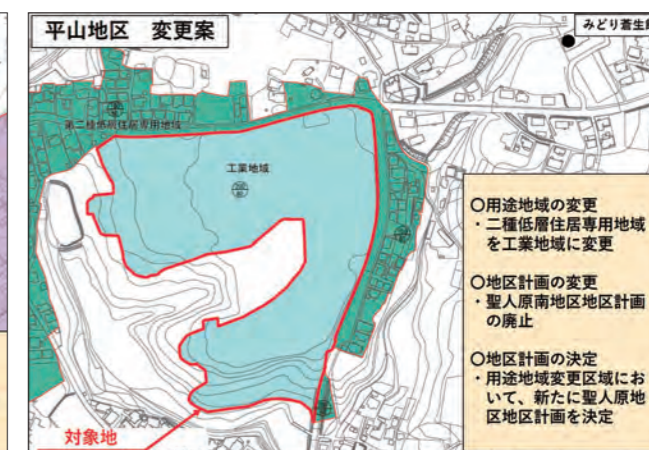 平山地区 変更案
みどり蒼生館
第二種低層住居専用地域
工業地域
〇用途地域の変更
・二種低層住居専用地域
を工業地域に変更
〇地区計画の変更
・聖人原南地区地区計画
の廃止
〇地区計画の決定
・用途地域変更区域にお
いて、新たに聖人原地
区地区計画を決定
対象地